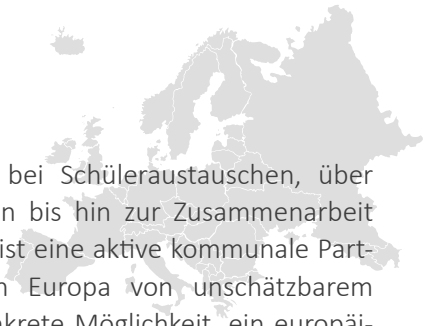 bei Schüleraustauschen, über
n bis hin zur Zusammenarbeit
ist eine aktive kommunale Part-
Europa von unschätzbarem
Möglichkeit, ein europäi-